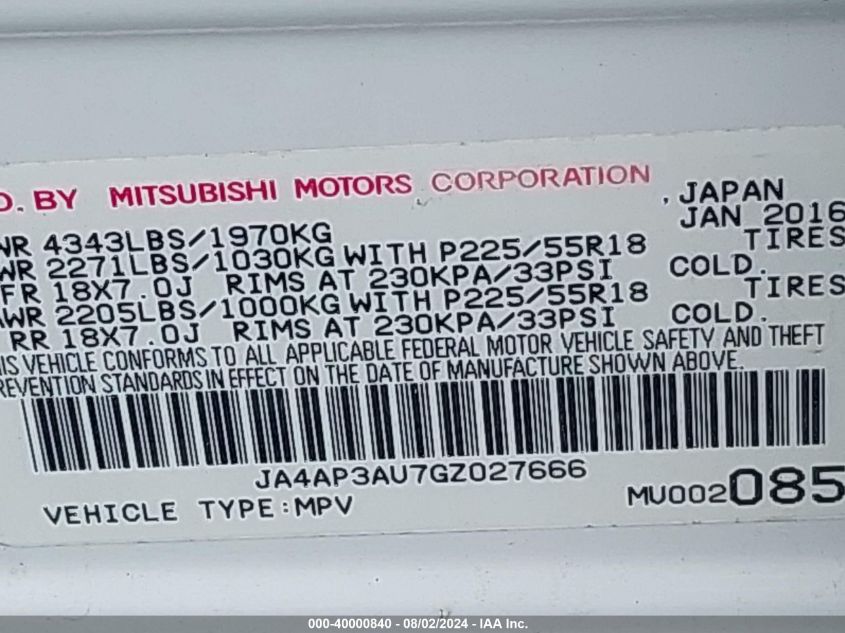 D. BY MITSUBISHI MOTORS CORPORATION , JAPAN
JAN 2016
WR 4343LBS/1970KG
WR 2271LBS/1030KG WITH P225/55R18 TIRES
FR 18X7.0J RIMS AT 230KPA/33PSI COLD.
AWR 2205LBS/1000KG WITH P225/55R18 TIRES
RR 18X7.0J RIMS AT 230KPA/33PSI COLD.
IS VEHICLE CONFORMS TO ALL APPLICABLE FEDERAL MOTOR VEHICLE SAFETY AND THEFT
REVENTION STANDARDS IN EFFECT ON THE DATE OF MANUFACTURE SHOWN ABOVE.
JA4AP3AU7GZ027666
VEHICLE TYPE:MPV MU002085
000-40000840 - 08/02/2024 - IAA Inc.